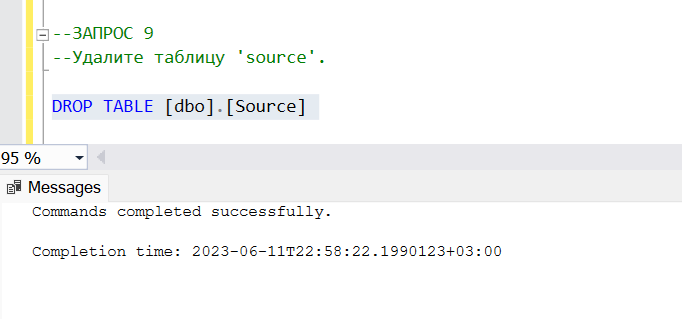 --ЗАПРОС 9
--Удалите таблицу 'source'.
DROP TABLE [dbo].[Source]
95 %
Messages
Commands completed successfully.
Completion time: 2023-06-11T22:58:22.1990123+03:00